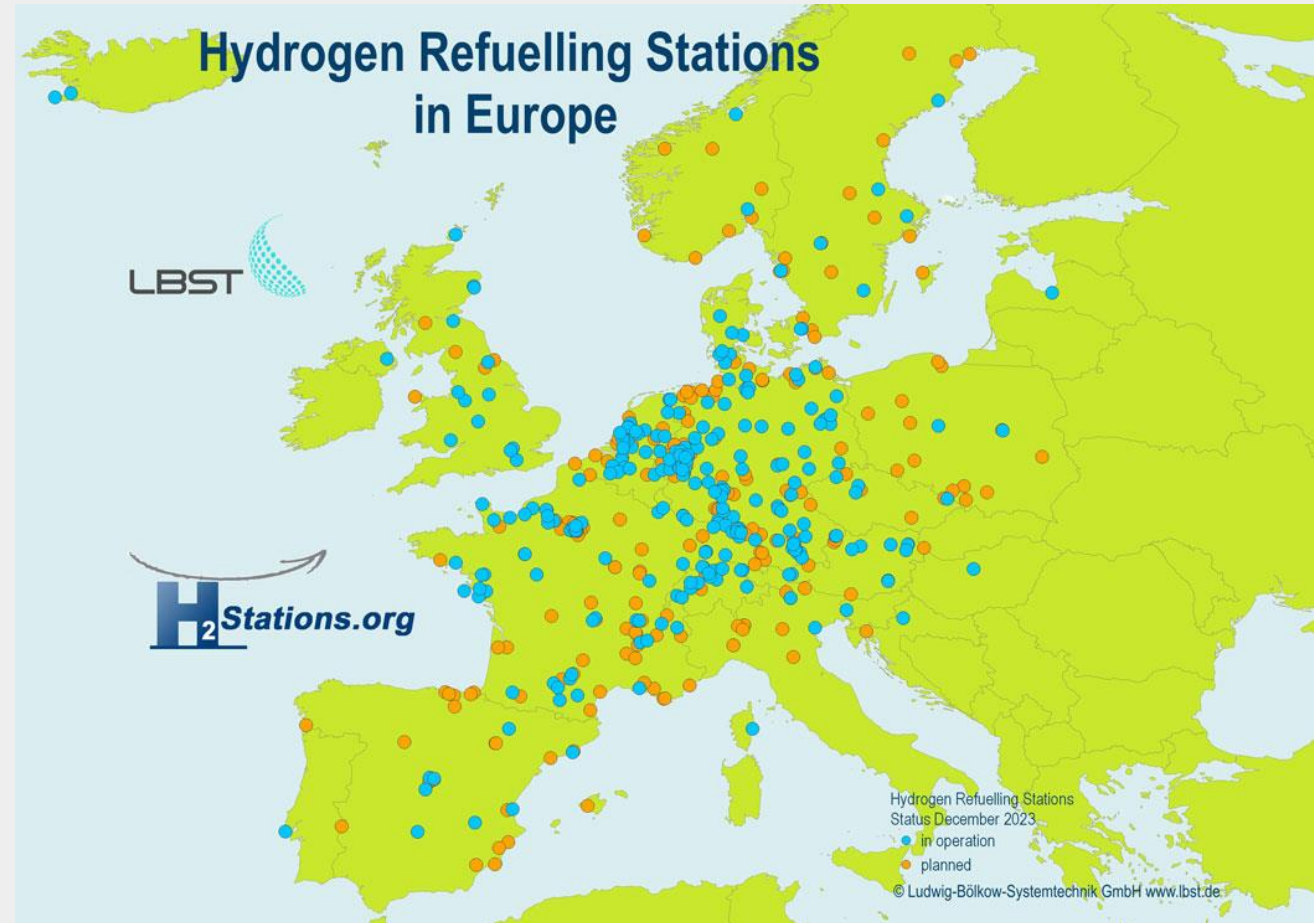 Hydrogen Refuelling Stations
in Europe
LBST
H2Stations.org
Hydrogen Refuelling Stations
Status December 2023
in operation
planned
© Ludwig-Bölkow-Systemtechnik GmbH www.lbst.de